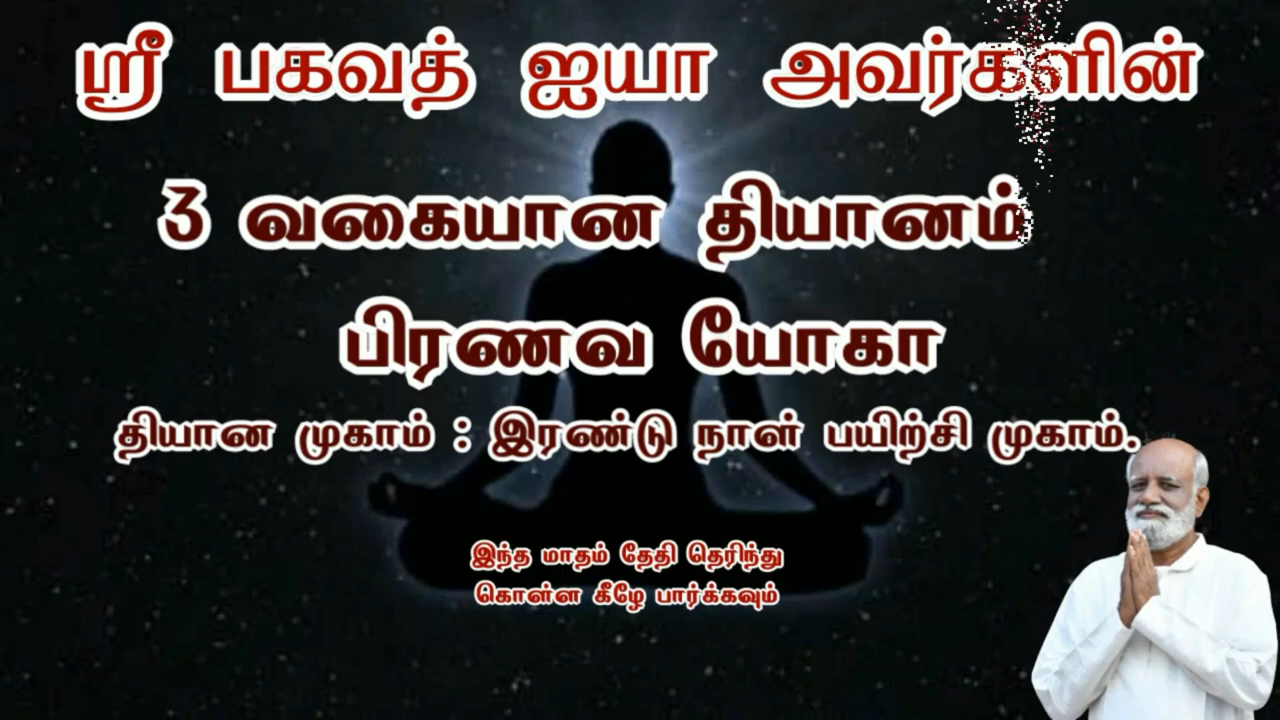 ஸ்ரீ பகவத் ஐயா அவர்களின்
3 வகையான தியானம்
பிரணவ யோகா
தியான முகாம் : இரண்டு நாள் பயிற்சி முகாம்.
இந்த மாதம் தேதி தெரிந்து
கொள்ள கீழே பார்க்கவும்